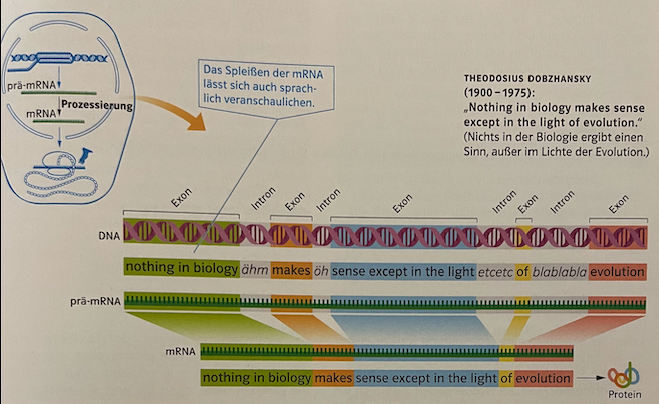 prä-mRNA
Prozessierung
mRNA
Das Spleißen der mRNA
lässt sich auch sprach-
lich veranschaulichen.
THEODOSIUS DOBZHANSKY
(1900–1975):
„Nothing in biology makes sense
except in the light of evolution.“
(Nichts in der Biologie ergibt einen
Sinn, außer im Lichte der Evolution.)
Exon Intron Exon Intron Exon Intron Exon Intron Exon
DNA
nothing in biology ähm makes öh sense except in the light etcetc of blablabla evolution
prä-mRNA
mRNA
nothing in biology makes sense except in the light of evolution
Protein